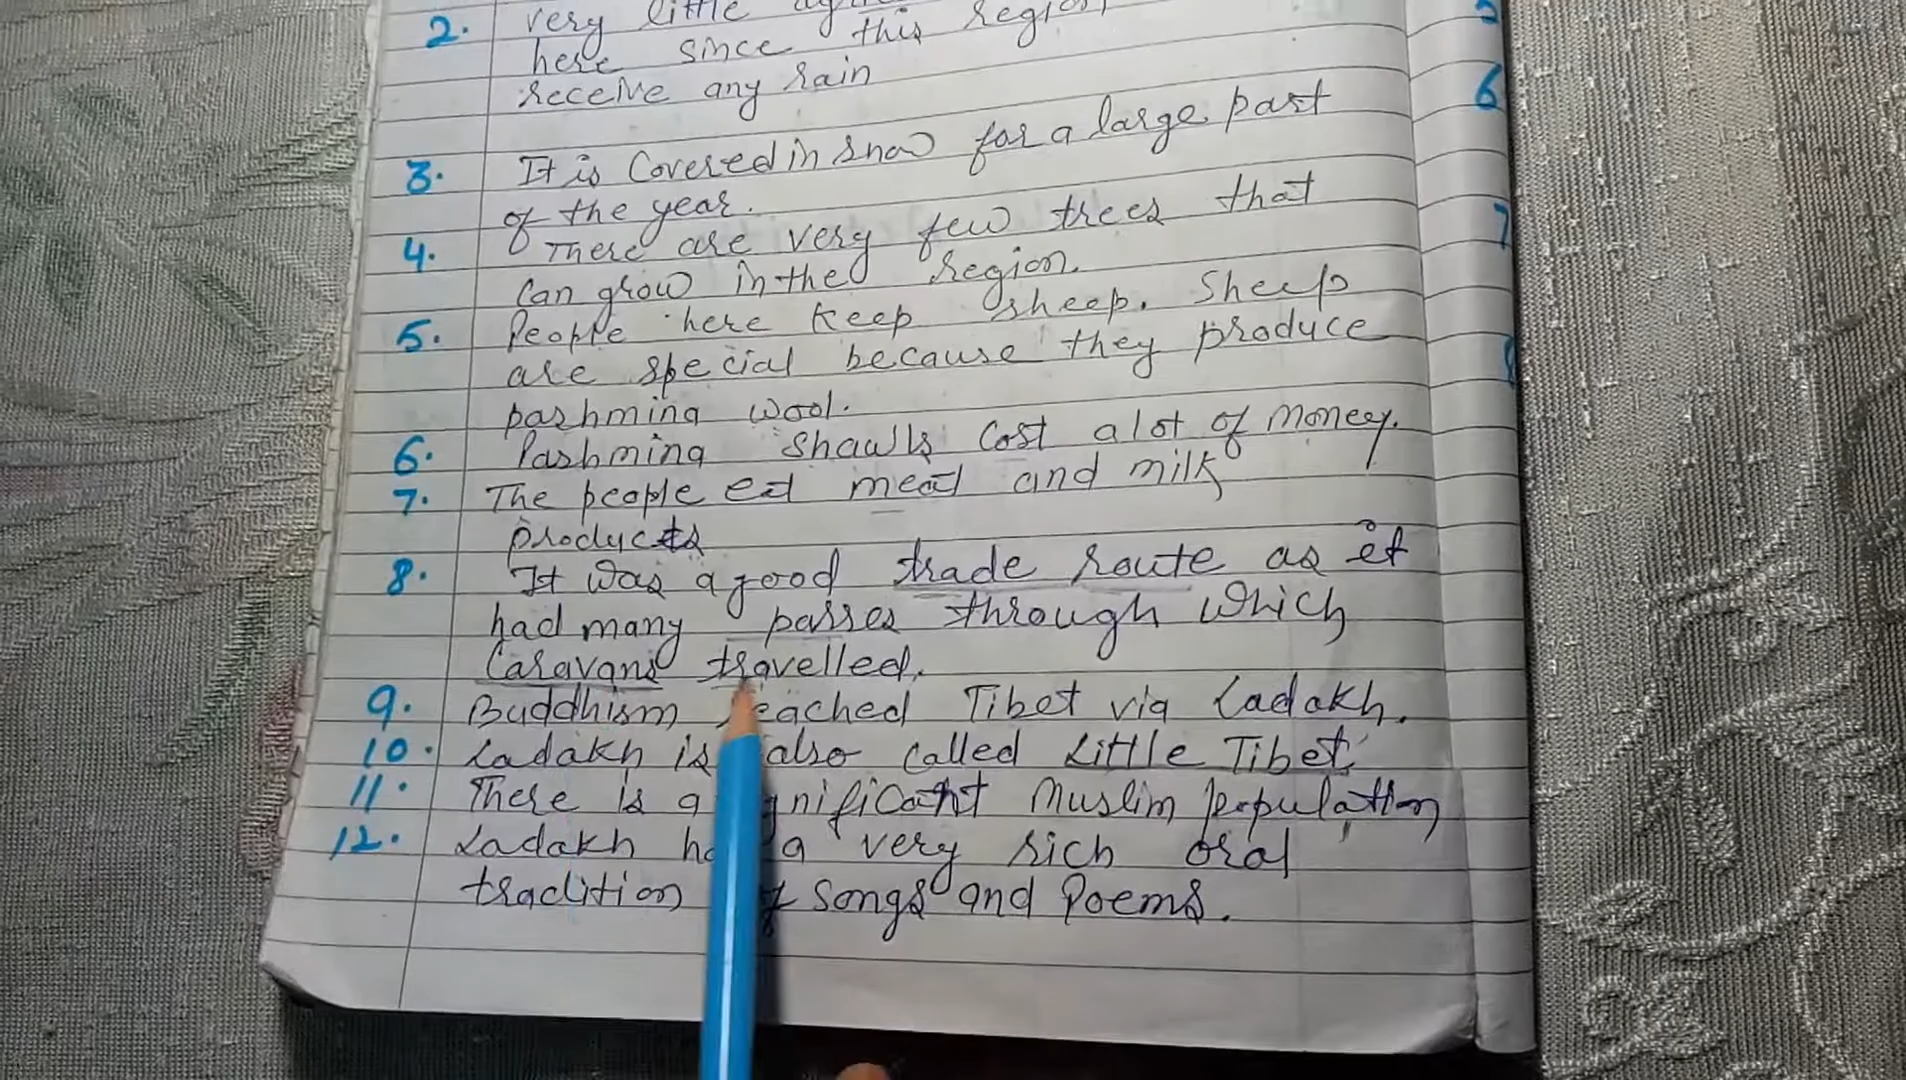 2. very little
here since this region
receive any rain
3. It is Covered in snow for a large part
of the year.
4. There are very few trees that
can grow in the region.
5. People here keep sheep. Sheep
are special because they produce
pashmina wool.
6. Pashmina Shawls cost a lot of money.
7. The people eat meat and milk
products
8. It was a good trade route as it
had many passes through which
Caravans travelled.
9. Buddhism reached Tibet via Ladakh.
10. Ladakh is also called Little Tibet.
11. There is a significant Muslim population
12. Ladakh has a very rich oral
tradition of songs and Poems.
6
7